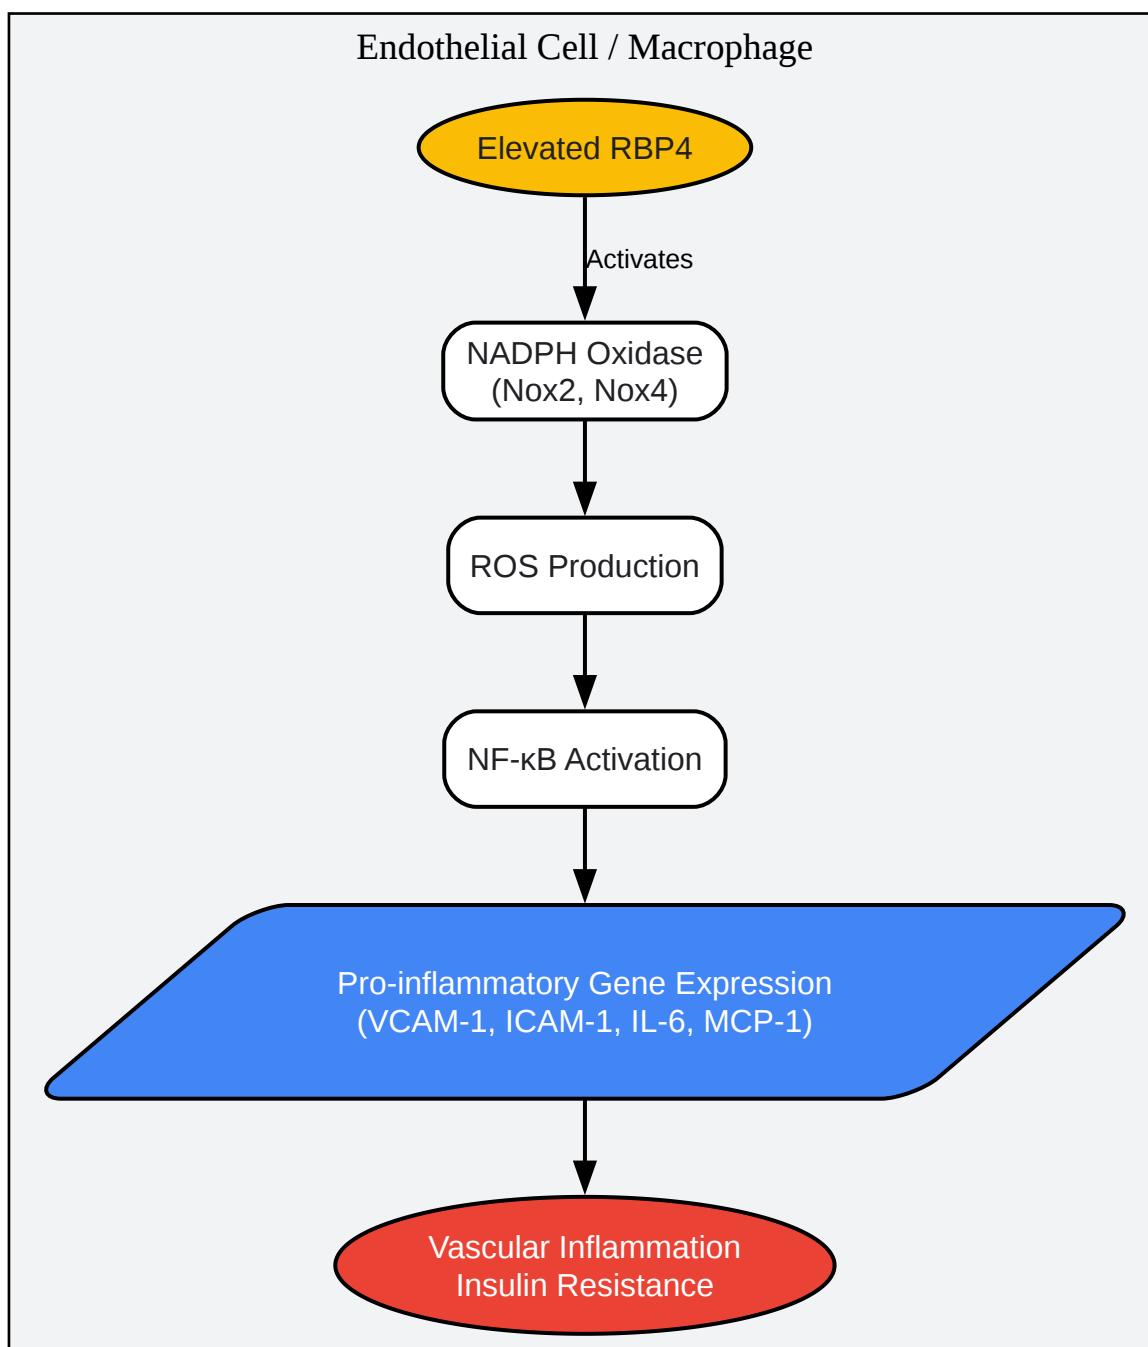 Endothelial Cell / Macrophage
Elevated RBP4
Activates
NADPH Oxidase
(Nox2, Nox4)
ROS Production
NF-κB Activation
Pro-inflammatory Gene Expression
(VCAM-1, ICAM-1, IL-6, MCP-1)
Vascular Inflammation
Insulin Resistance